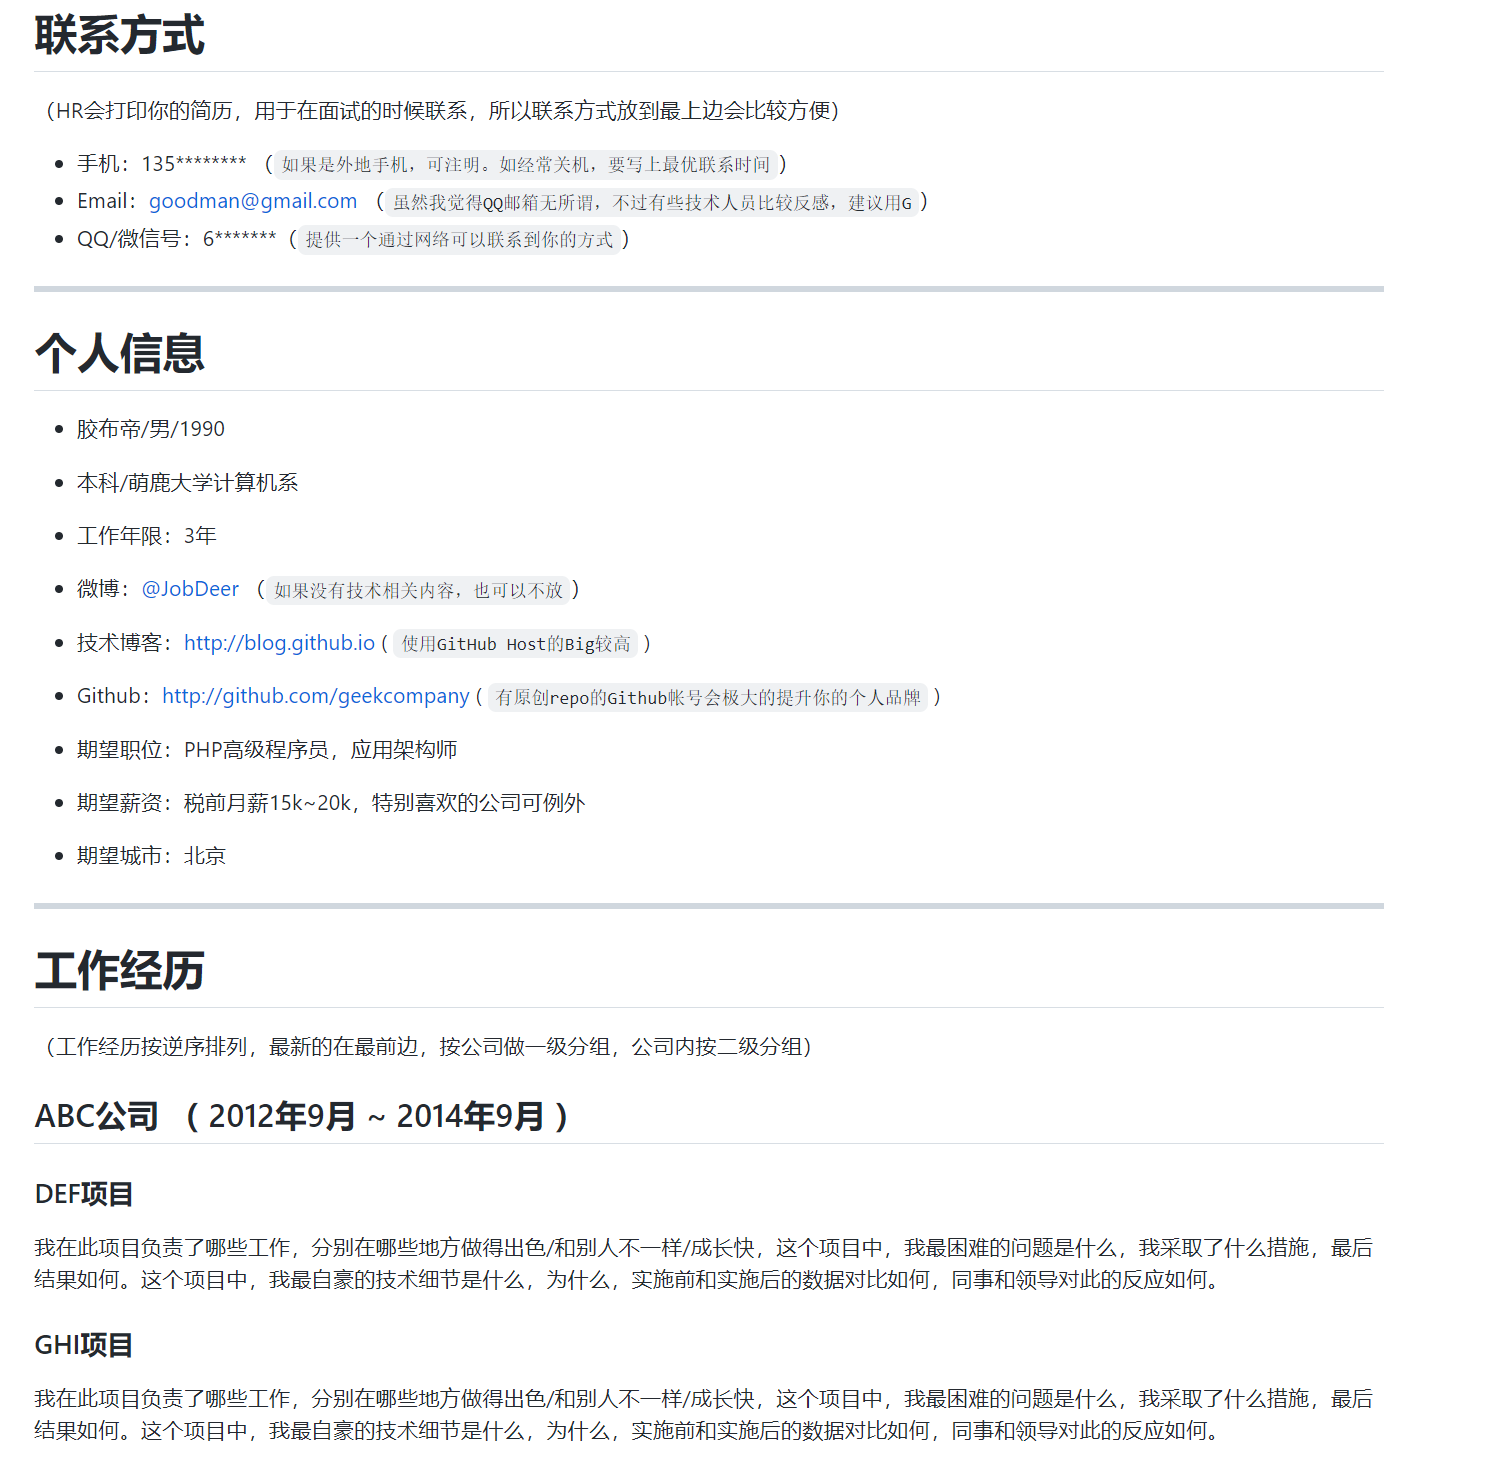 联系方式
（HR会打印你的简历，用于在面试的时候联系，所以联系方式放到最上边会比较方便）
手机：135******** （如果是外地手机，可注明。如经常关机，要写上最优联系时间）
Email：goodman@gmail.com （虽然我觉得QQ邮箱无所谓，不过有些技术人员比较反感，建议用G）
QQ/微信号：6*******（提供一个通过网络可以联系到你的方式）
个人信息
胶布帝/男/1990
本科/萌鹿大学计算机系
工作年限：3年
微博：@JobDeer （如果没有技术相关内容，也可以不放）
技术博客：http://blog.github.io ( 使用GitHub Host的Big较高 )
Github：http://github.com/geekcompany ( 有原创repo的Github帐号会极大的提升你的个人品牌 )
期望职位：PHP高级程序员，应用架构师
期望薪资：税前月薪15k~20k，特别喜欢的公司可例外
期望城市：北京
工作经历
（工作经历按逆序排列，最新的在最前边，按公司做一级分组，公司内按二级分组）
ABC公司 （ 2012年9月 ~ 2014年9月 ）
DEF项目
我在此项目负责了哪些工作，分别在哪些地方做得出色/和别人不一样/成长快，这个项目中，我最困难的问题是什么，我采取了什么措施，最后
结果如何。这个项目中，我最自豪的技术细节是什么，为什么，实施前和实施后的数据对比如何，同事和领导对此的反应如何。
GHI项目
我在此项目负责了哪些工作，分别在哪些地方做得出色/和别人不一样/成长快，这个项目中，我最困难的问题是什么，我采取了什么措施，最后
结果如何。这个项目中，我最自豪的技术细节是什么，为什么，实施前和实施后的数据对比如何，同事和领导对此的反应如何。